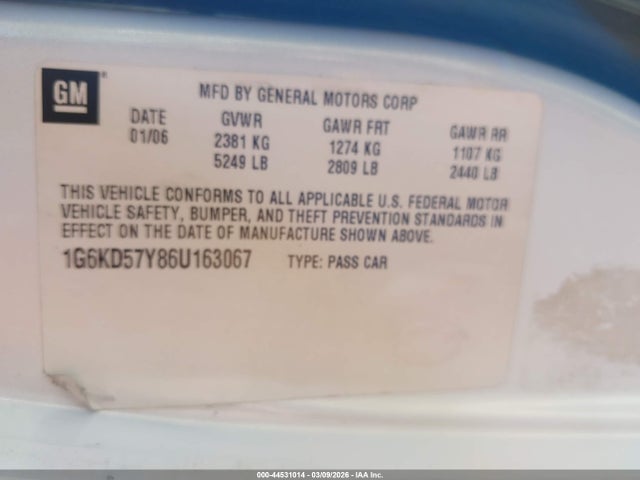 GM ®
MFD BY GENERAL MOTORS CORP
DATE GVWR GAWR FRT GAWR RR
01/06 2381 KG 1274 KG 1107 KG
5249 LB 2809 LB 2440 LB
THIS VEHICLE CONFORMS TO ALL APPLICABLE U.S. FEDERAL MOTOR
VEHICLE SAFETY, BUMPER, AND THEFT PREVENTION STANDARDS IN
EFFECT ON THE DATE OF MANUFACTURE SHOWN ABOVE.
1G6KD57Y86U163067 TYPE: PASS CAR
000-44531014 | 03/09/2026 | IAA Inc.